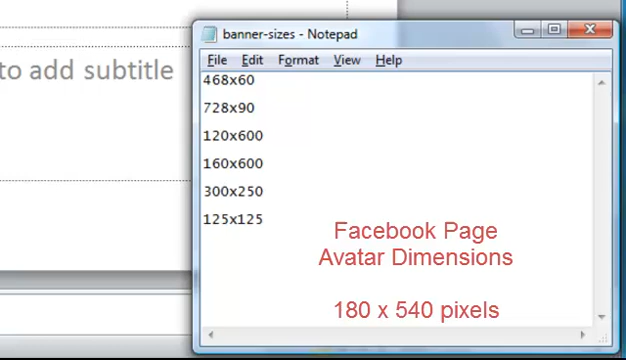 to add subtitle
banner-sizes - Notepad
File Edit Format View Help
468x60
728x90
120x600
160x600
300x250
125x125
Facebook Page
Avatar Dimensions
180 x 540 pixels